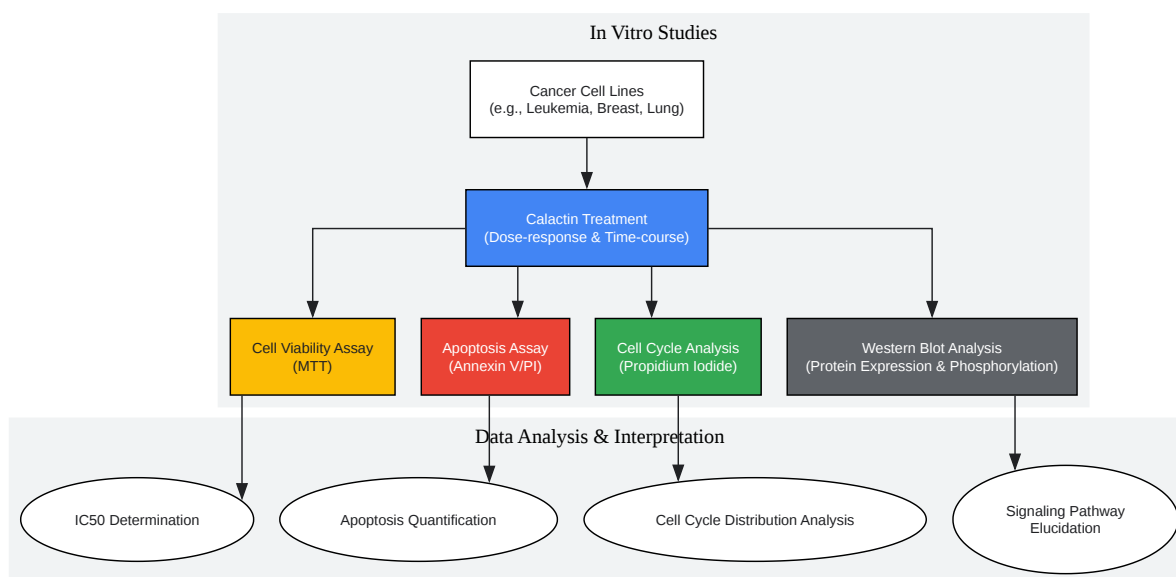 In Vitro Studies
Cancer Cell Lines
(e.g., Leukemia, Breast, Lung)
Calactin Treatment
(Dose-response & Time-course)
Cell Viability Assay
(MTT)
Apoptosis Assay
(Annexin V/PI)
Cell Cycle Analysis
(Propidium Iodide)
Western Blot Analysis
(Protein Expression & Phosphorylation)
Data Analysis & Interpretation
IC50 Determination
Apoptosis Quantification
Cell Cycle Distribution Analysis
Signaling Pathway
Elucidation